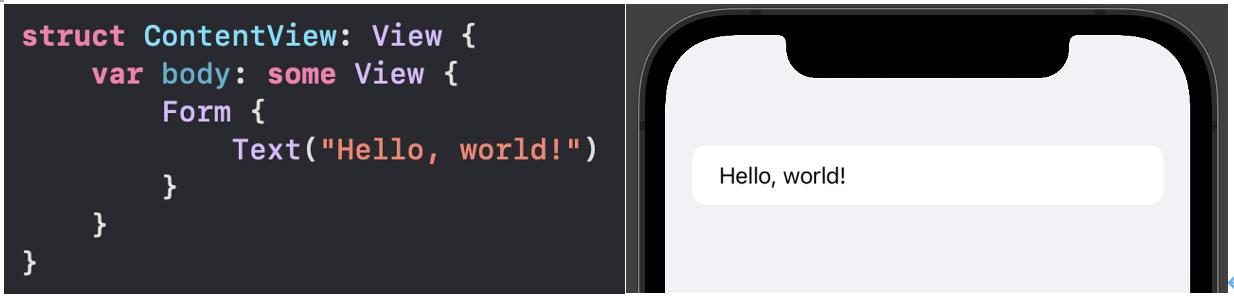 struct ContentView: View {
    var body: some View {
        Form {
            Text("Hello, world!")
        }
    }
}
Hello, world!